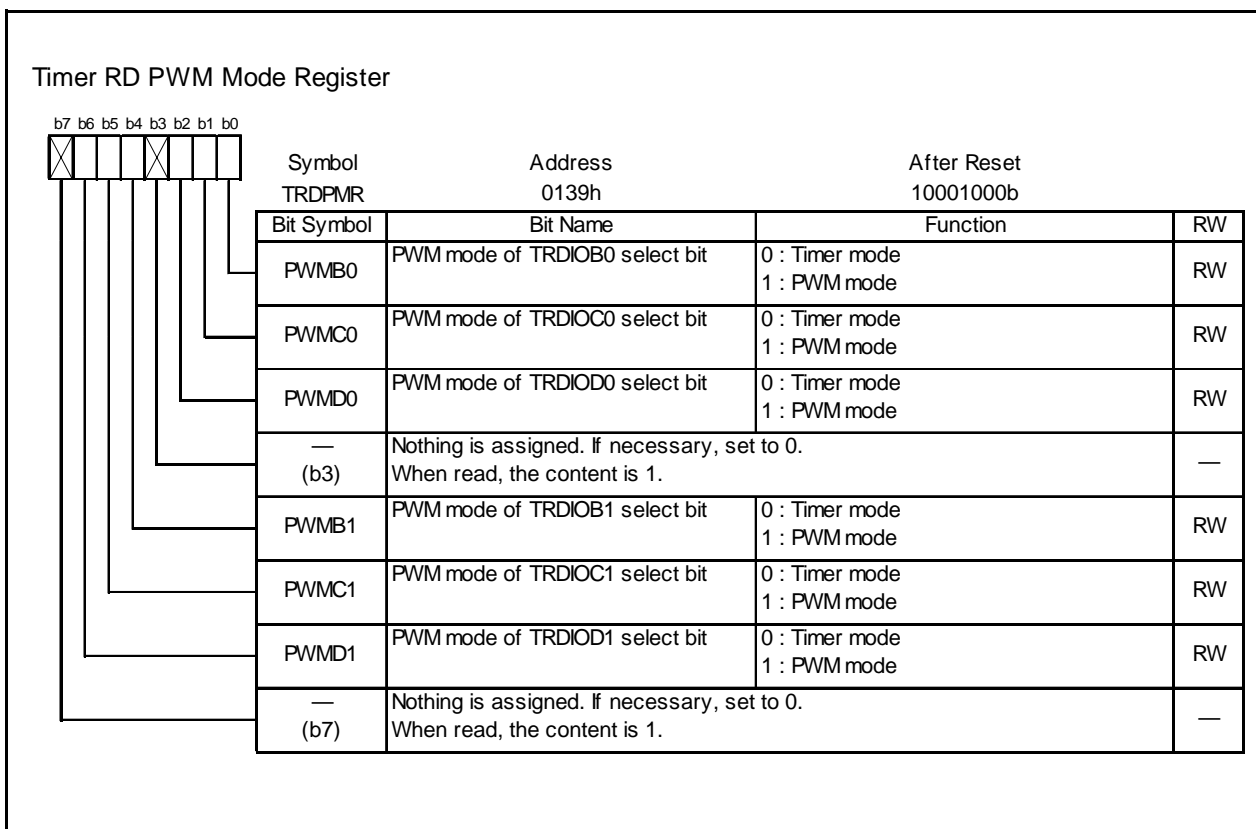 Timer RD PWM Mode Register
b7 b6 b5 b4 b3 b2 b1 b0
Symbol Address After Reset
TRDPMR 0139h 10001000b
Bit Symbol Bit Name Function RW
PWMB0 PWM mode of TRDIOB0 select bit 0 : Timer mode RW
1 : PWM mode
PWMC0 PWM mode of TRDIOC0 select bit 0 : Timer mode RW
1 : PWM mode
PWMD0 PWM mode of TRDIOD0 select bit 0 : Timer mode RW
1 : PWM mode
— Nothing is assigned. If necessary, set to 0. —
(b3) When read, the content is 1.
PWMB1 PWM mode of TRDIOB1 select bit 0 : Timer mode RW
1 : PWM mode
PWMC1 PWM mode of TRDIOC1 select bit 0 : Timer mode RW
1 : PWM mode
PWMD1 PWM mode of TRDIOD1 select bit 0 : Timer mode RW
1 : PWM mode
— Nothing is assigned. If necessary, set to 0. —
(b7) When read, the content is 1.